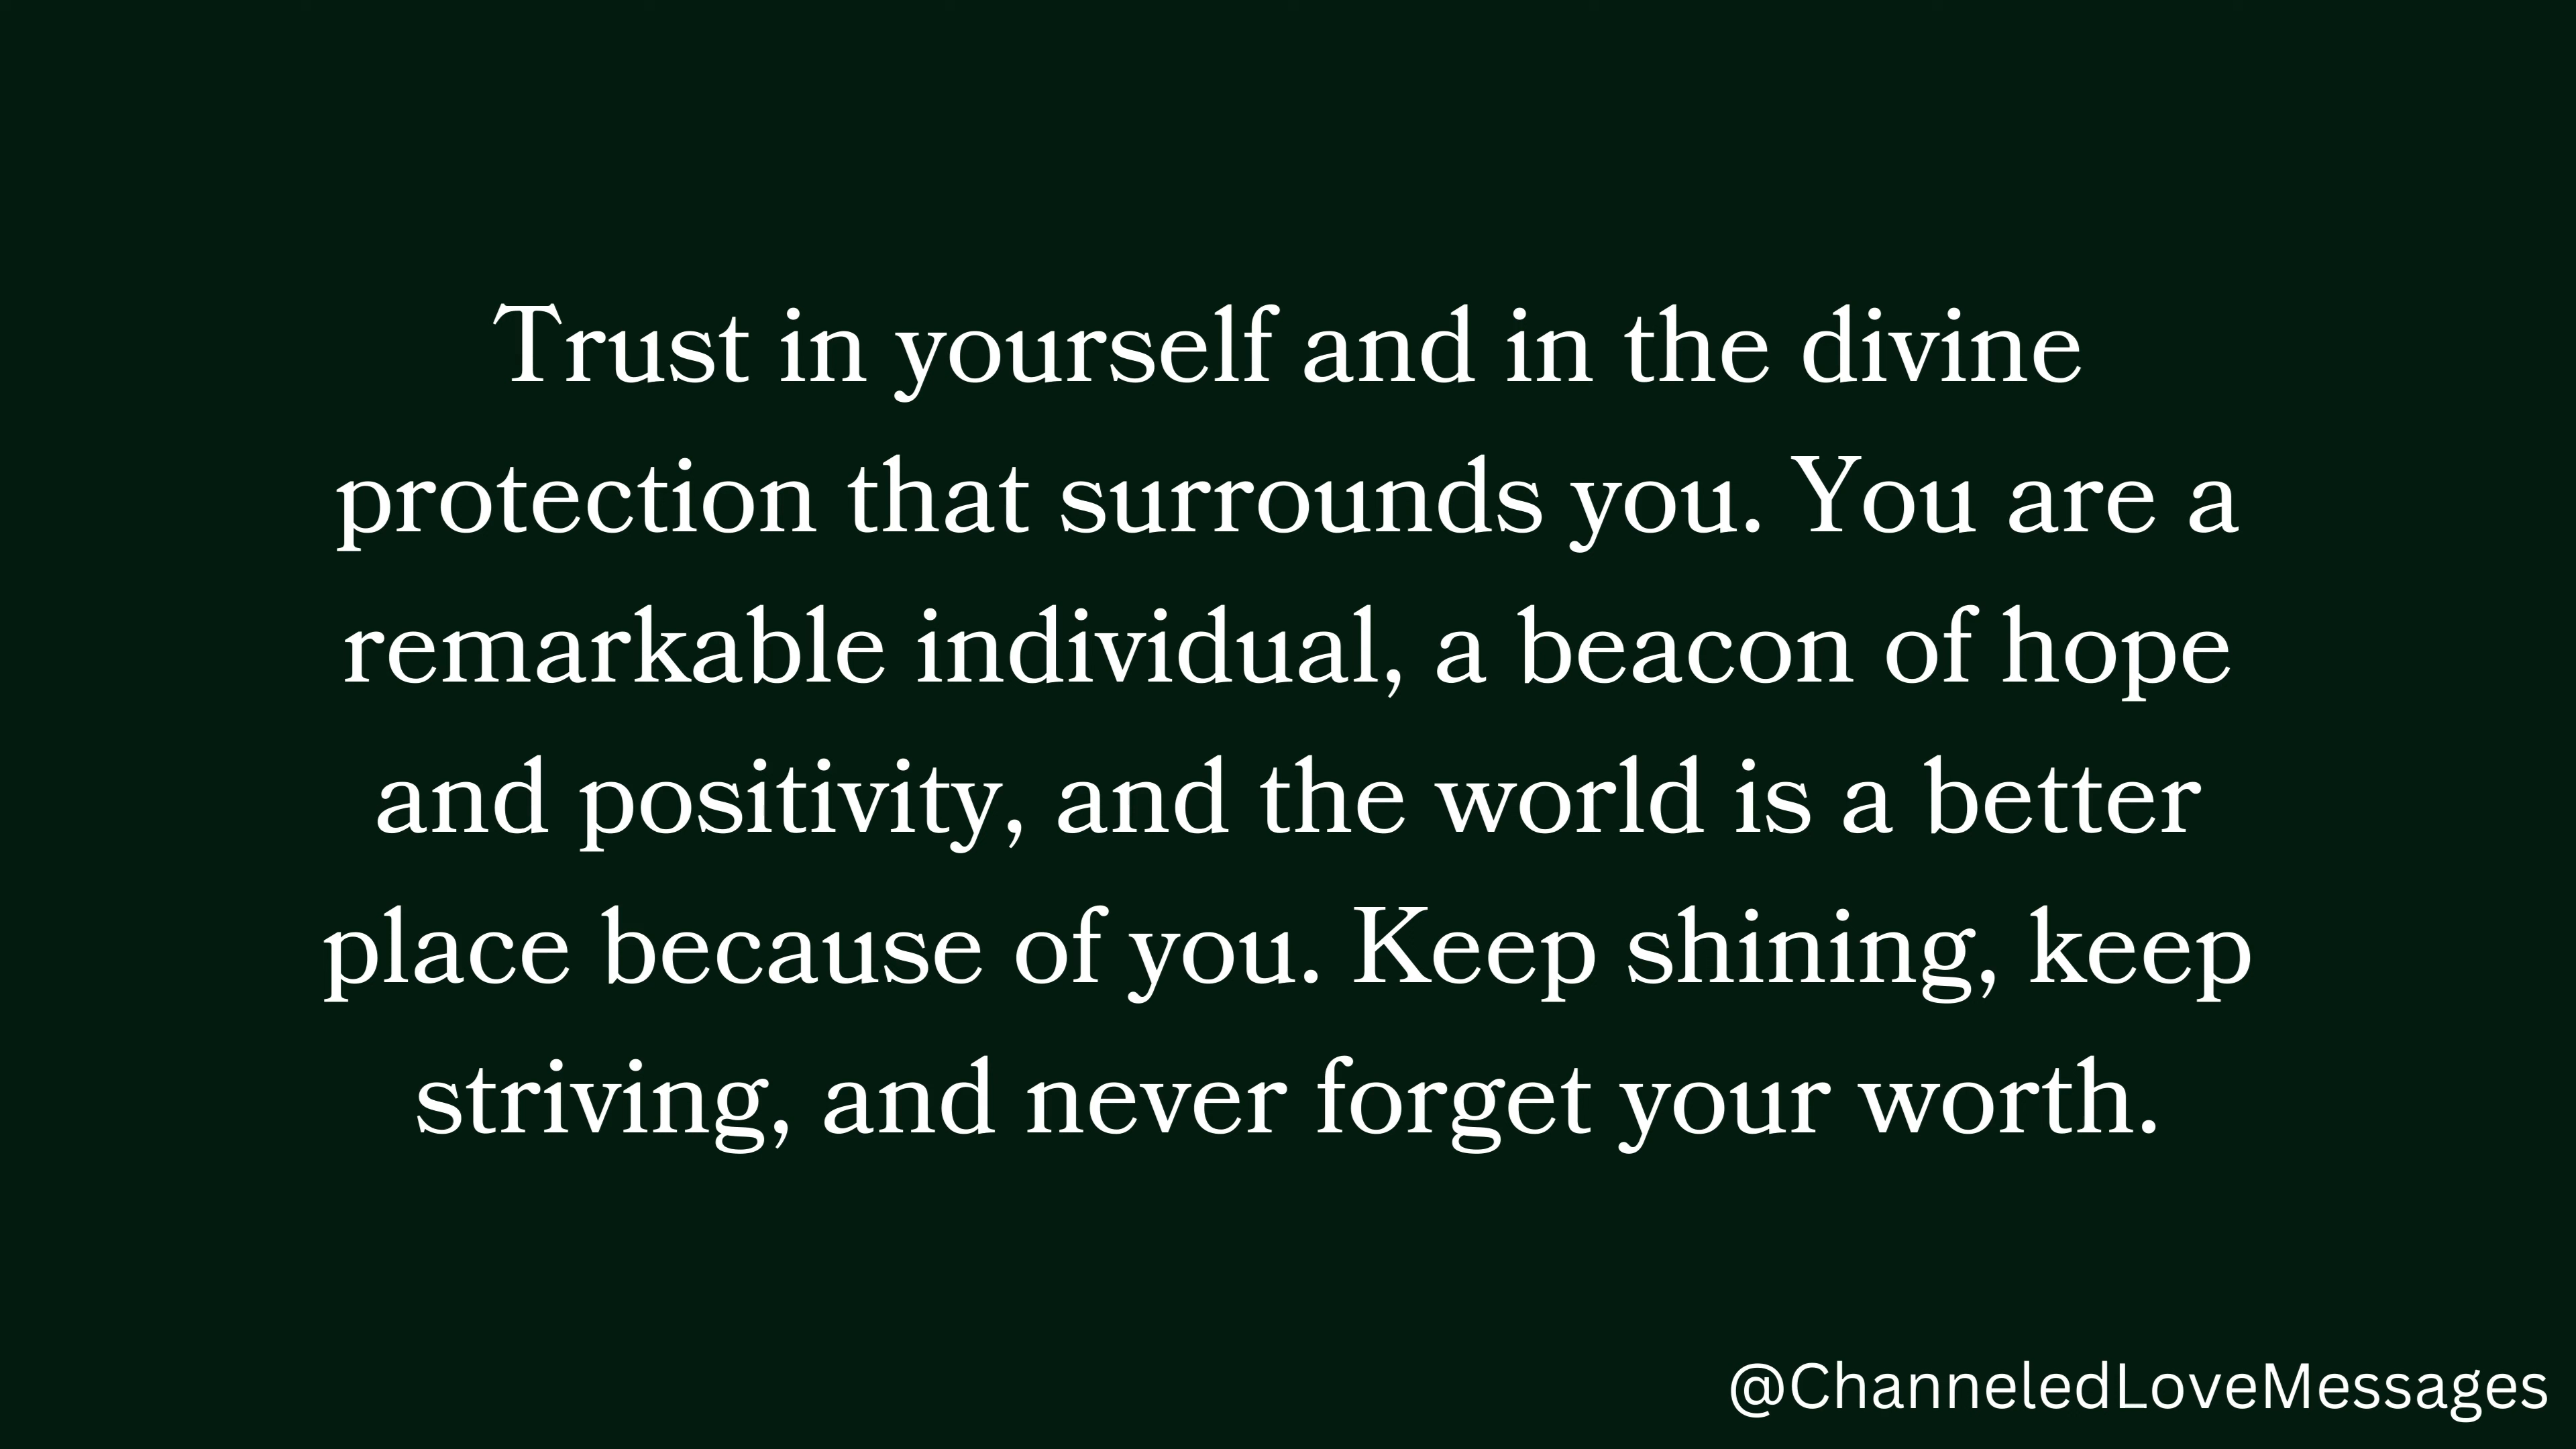 Trust in yourself and in the divine
protection that surrounds you. You are a
remarkable individual, a beacon of hope
and positivity, and the world is a better
place because of you. Keep shining, keep
striving, and never forget your worth.
@ChanneledLoveMessages